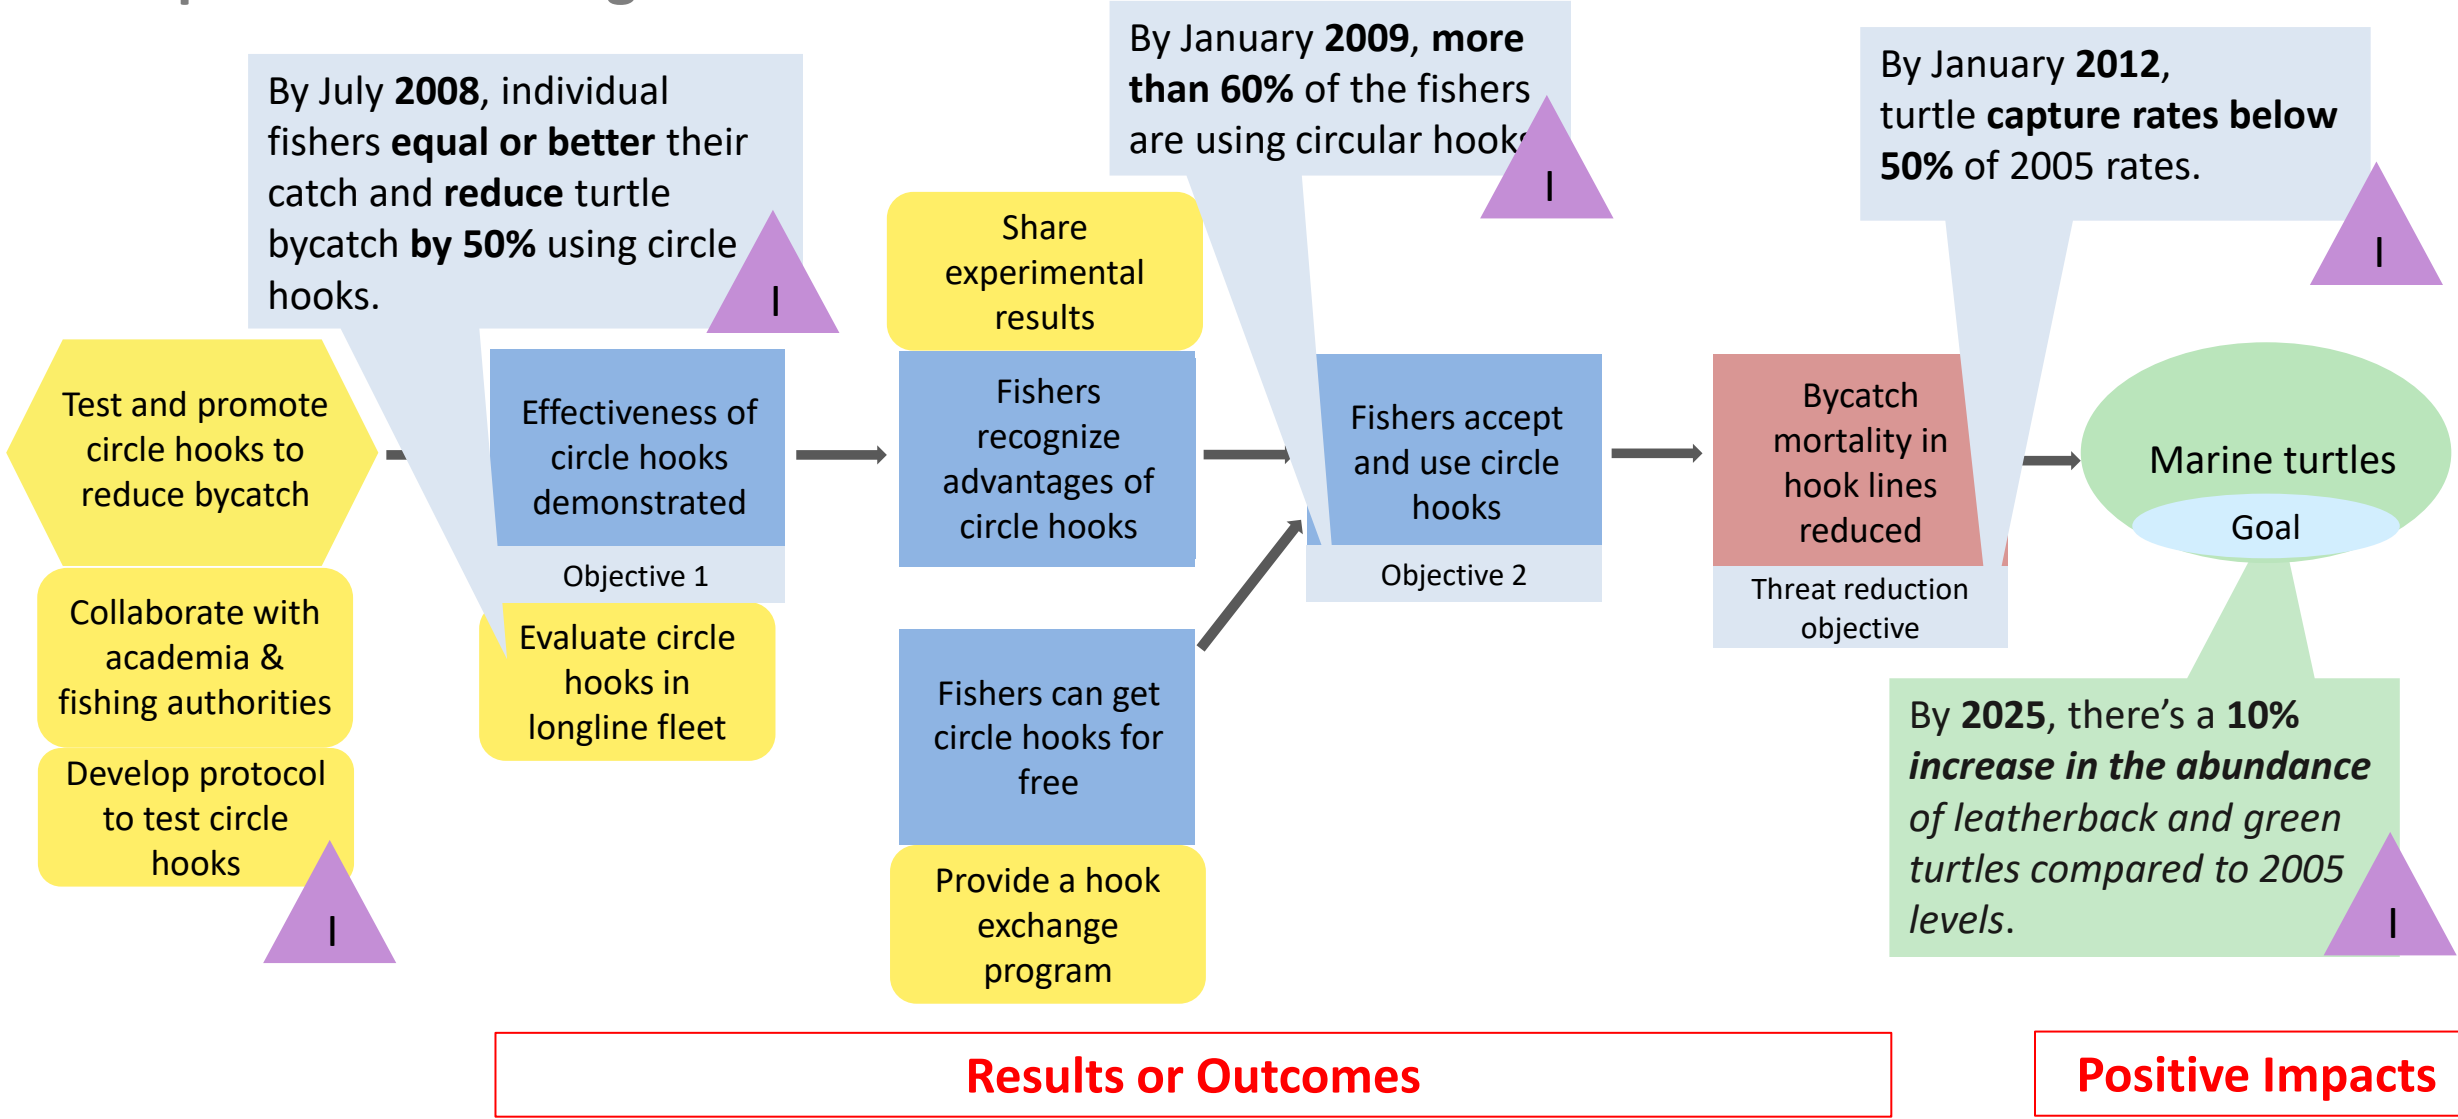 By July 2008, individual
fishers equal or better their
catch and reduce turtle
bycatch by 50% using circle
hooks.
I
By January 2009, more
than 60% of the fishers
are using circular hooks
I
By January 2012,
turtle capture rates below
50% of 2005 rates.
I
Test and promote
circle hooks to
reduce bycatch
Collaborate with
academia &
fishing authorities
Develop protocol
to test circle
hooks
I
Effectiveness of
circle hooks
demonstrated
Objective 1
Evaluate circle
hooks in
longline fleet
Share
experimental
results
Fishers
recognize
advantages of
circle hooks
Fishers can get
circle hooks for
free
Provide a hook
exchange
program
Fishers accept
and use circle
hooks
Objective 2
Bycatch
mortality in
hook lines
reduced
Threat reduction
objective
Marine turtles
Goal
By 2025, there’s a 10%
increase in the abundance
of leatherback and green
turtles compared to 2005
levels.
I
Results or Outcomes
Positive Impacts